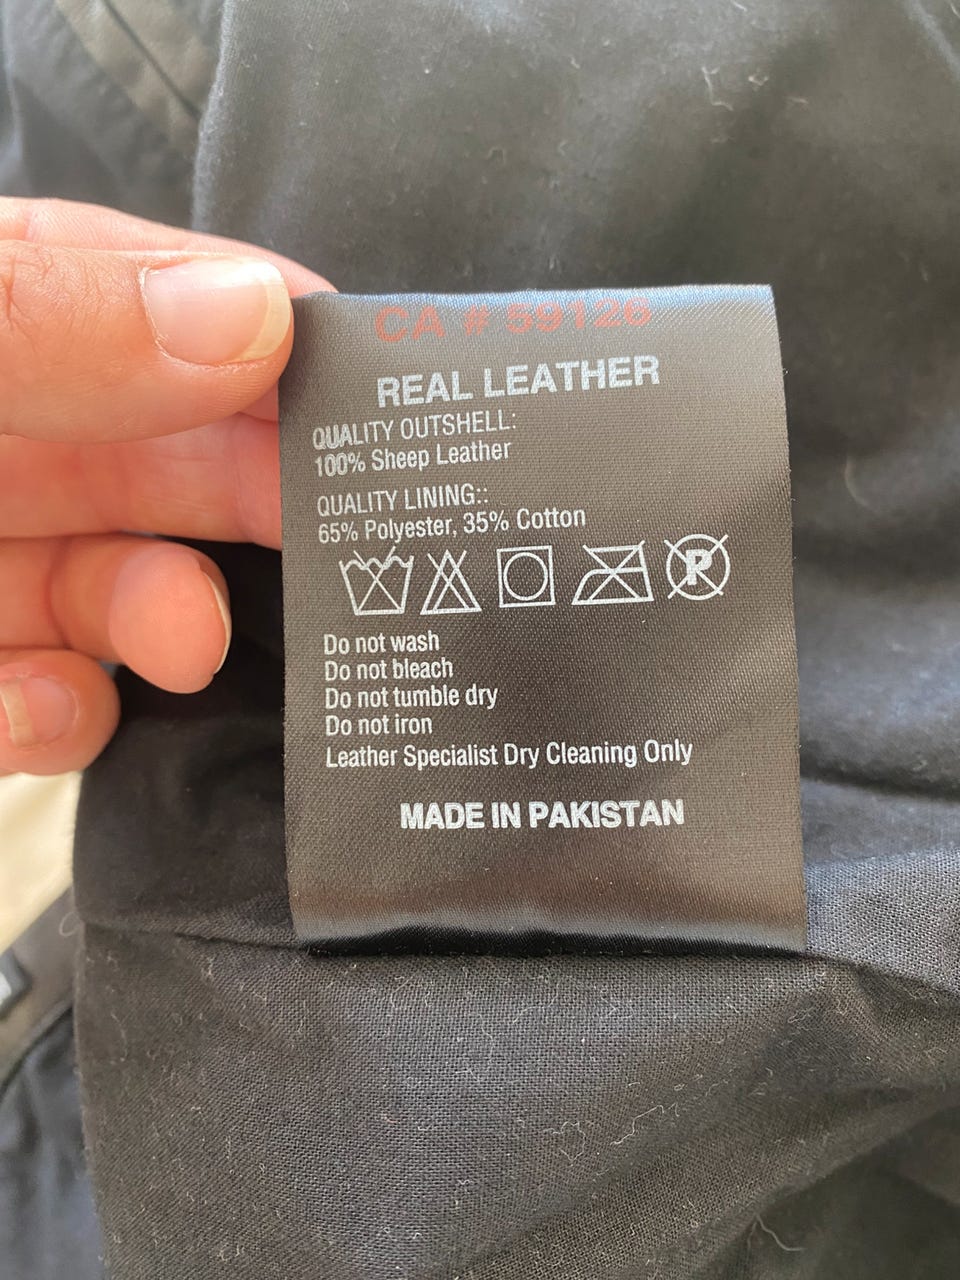 CA # 59126
REAL LEATHER
QUALITY OUTSHELL:
100% Sheep Leather
QUALITY LINING::
65% Polyester, 35% Cotton
P
Do not wash
Do not bleach
Do not tumble dry
Do not iron
Leather Specialist Dry Cleaning Only
MADE IN PAKISTAN